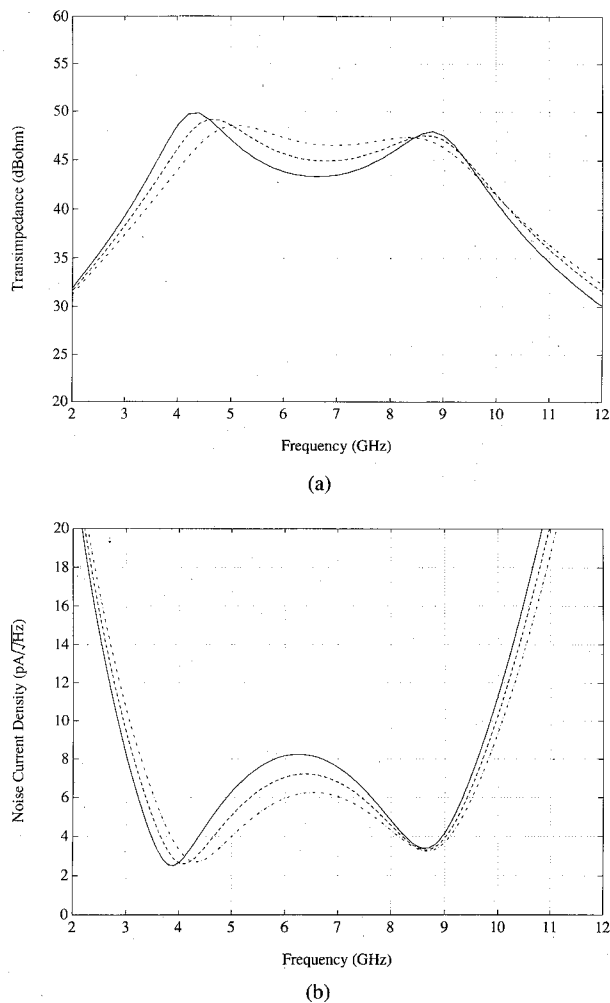 60
55
50
45
40
35
30
25
20
Transimpedance (dBohm)
2 3 4 5 6 7 8 9 10 11 12
Frequency (GHz)
(a)
20
18
16
14
12
10
8
6
4
2
0
Noise Current Density (pA/√Hz)
2 3 4 5 6 7 8 9 10 11 12
Frequency (GHz)
(b)